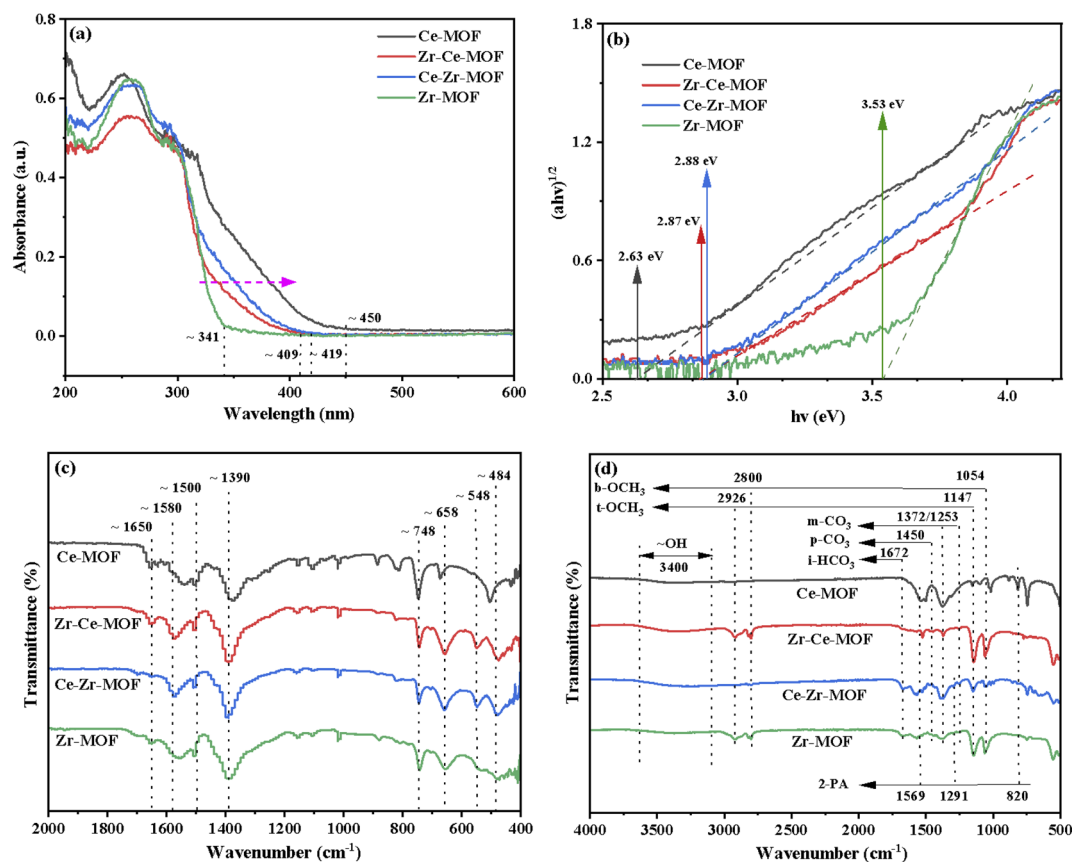 (a)
Ce-MOF
Zr-Ce-MOF
Ce-Zr-MOF
Zr-MOF
Absorbance (a.u.)
0.8
0.6
0.4
0.2
0.0
~ 341
~ 409
~ 419
~ 450
200 300 400 500 600
Wavelength (nm)
(b)
Ce-MOF
Zr-Ce-MOF
Ce-Zr-MOF
Zr-MOF
(ahv)1/2
1.8
1.2
0.6
0.0
2.63 eV
2.87 eV
2.88 eV
3.53 eV
2.5 3.0 3.5 4.0
hv (eV)
(c)
~ 1650
~ 1580
~ 1500
~ 1390
~ 748
~ 658
~ 548
~ 484
Ce-MOF
Zr-Ce-MOF
Ce-Zr-MOF
Zr-MOF
Transmittance (%)
2000 1800 1600 1400 1200 1000 800 600 400
Wavenumber (cm-1)
(d)
2800 1054
b-OCH3
2926 1147
t-OCH3
m-CO3 1372/1253
p-CO3 1450
i-HCO3 1672
~OH
3400
Ce-MOF
Zr-Ce-MOF
Ce-Zr-MOF
Zr-MOF
2-PA
1569 1291 820
Transmittance (%)
4000 3500 3000 2500 2000 1500 1000 500
Wavenumber (cm-1)